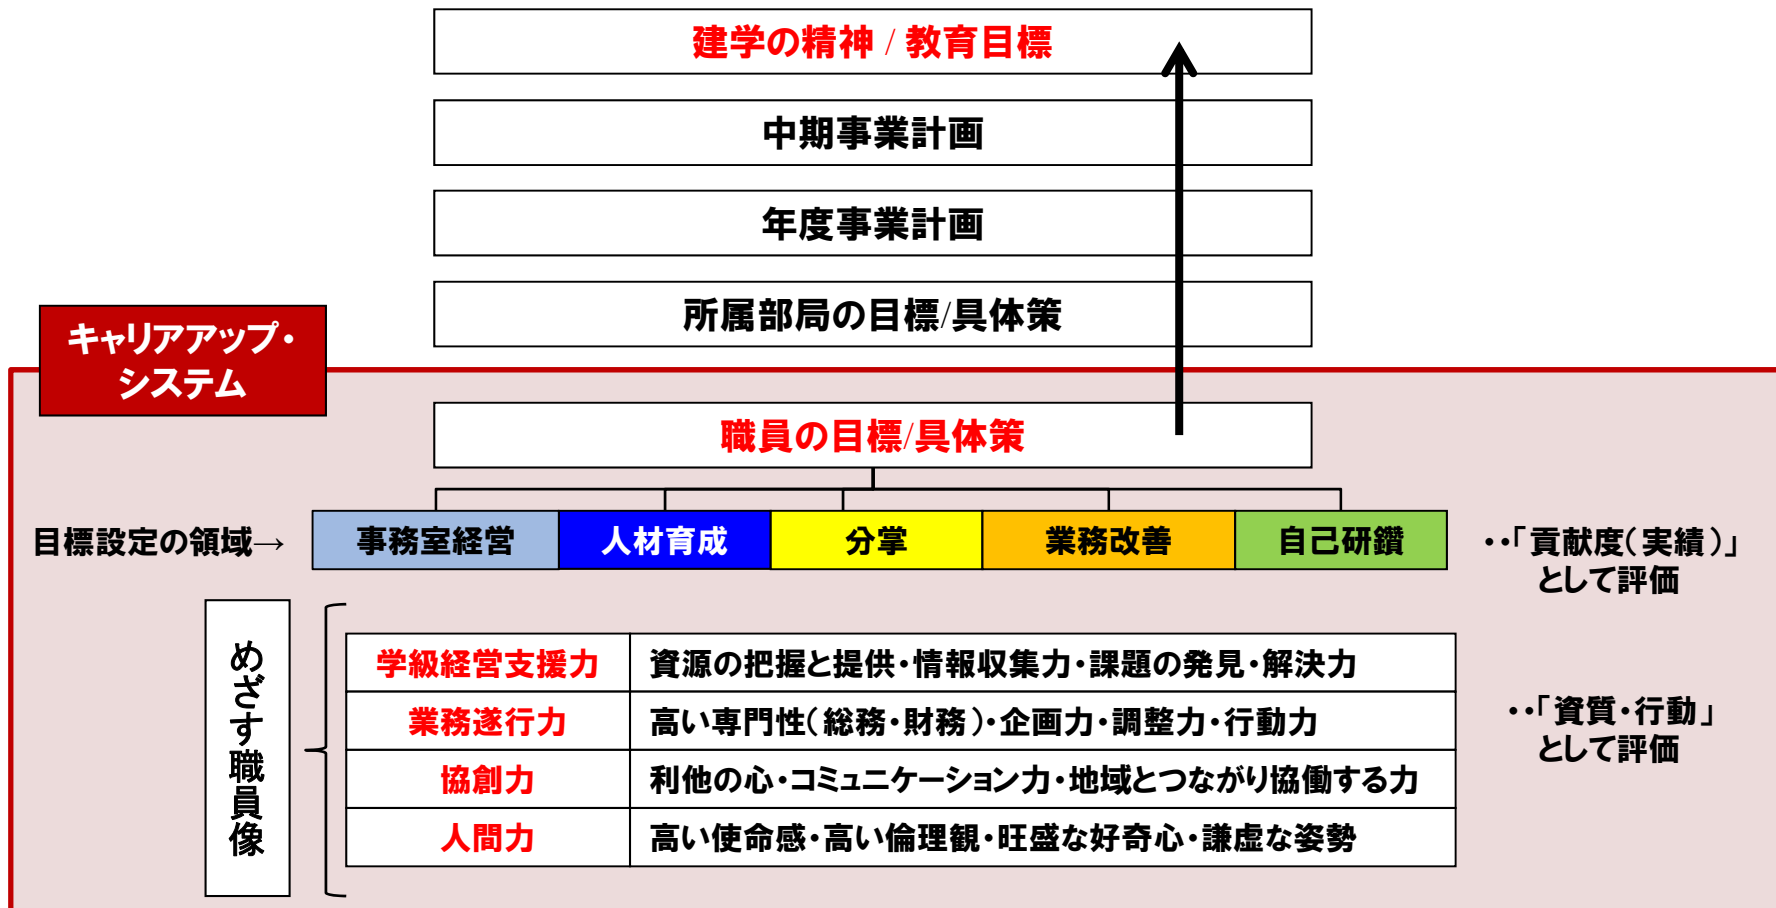 建学の精神 / 教育目標
中期事業計画
年度事業計画
所属部局の目標/具体策
キャリアアップ・
システム
職員の目標/具体策
目標設定の領域→
事務室経営
人材育成
分掌
業務改善
自己研鑽
・・「貢献度(実績)」
として評価
めざす職員像
学級経営支援力
資源の把握と提供・情報収集力・課題の発見・解決力
業務遂行力
高い専門性(総務・財務)・企画力・調整力・行動力
協創力
利他の心・コミュニケーション力・地域とつながり協働する力
人間力
高い使命感・高い倫理観・旺盛な好奇心・謙虚な姿勢
・・「資質・行動」
として評価